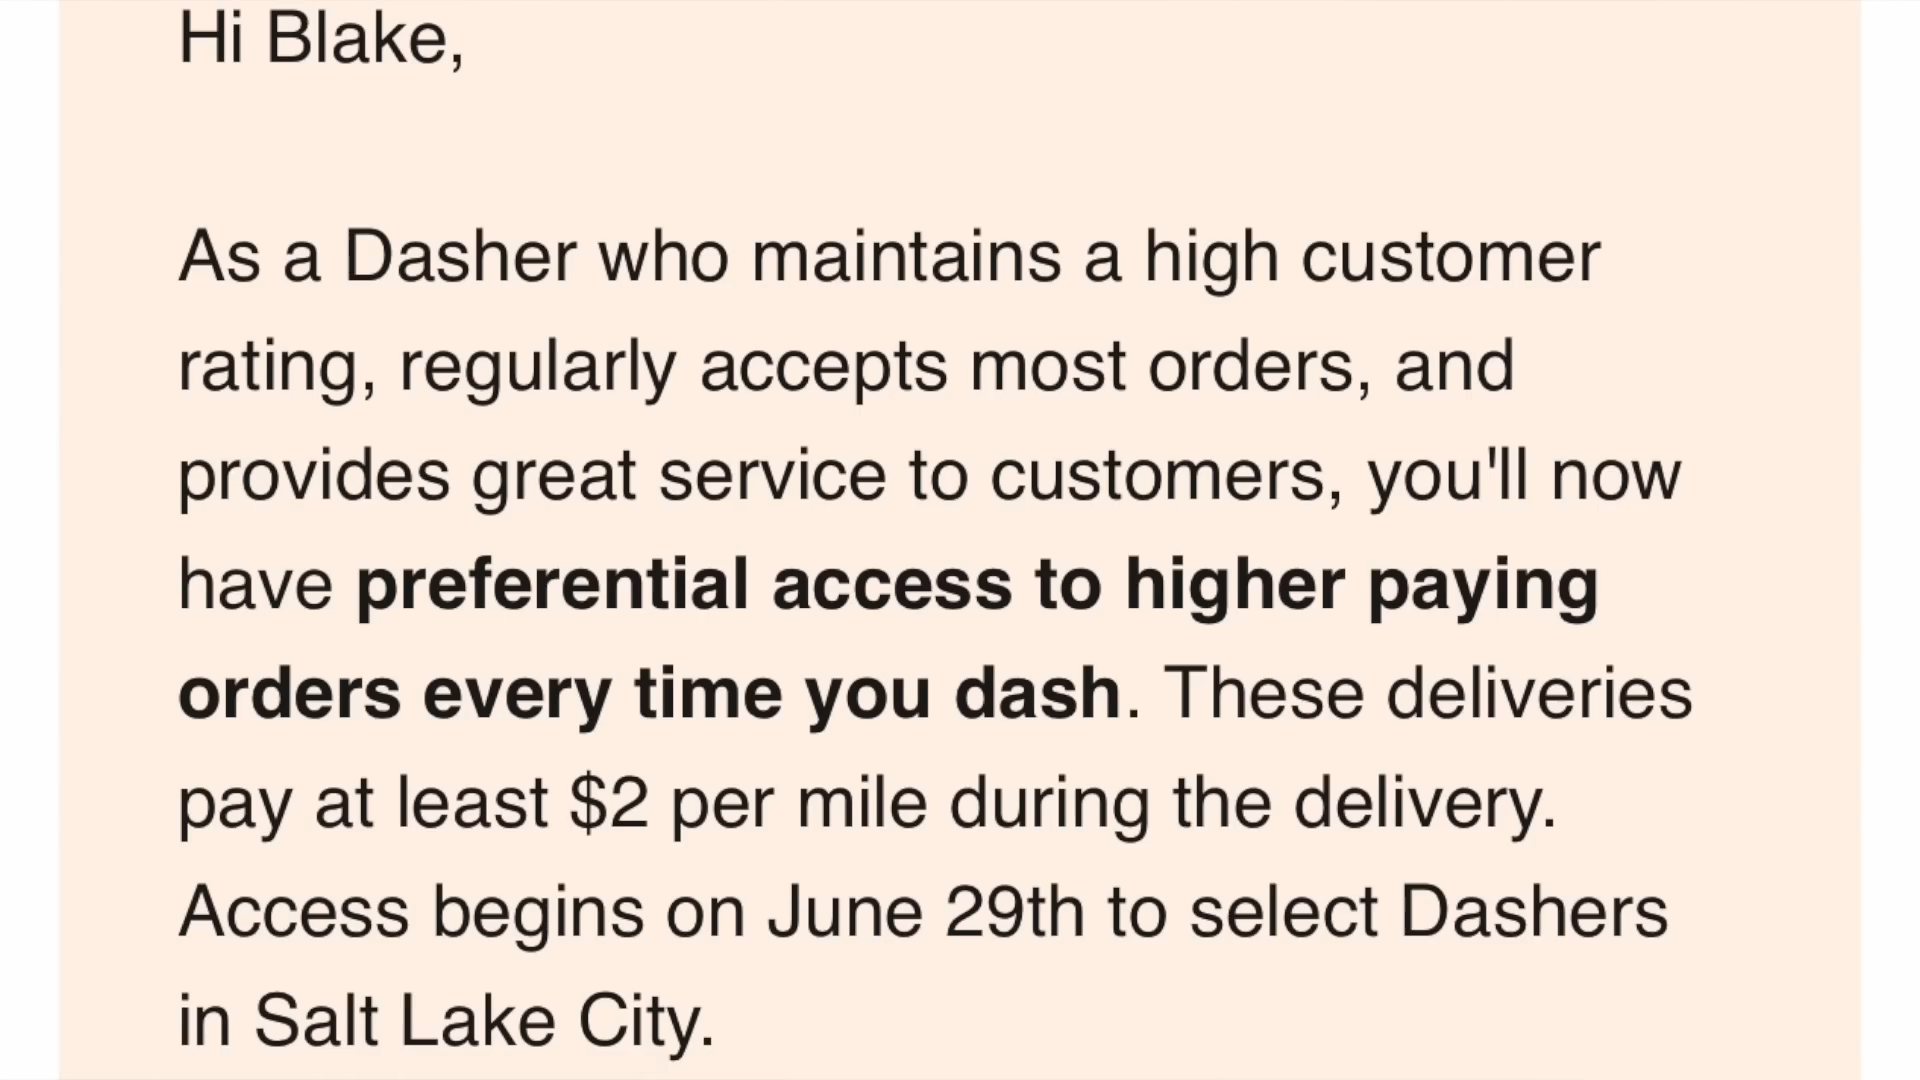 Hi Blake,
As a Dasher who maintains a high customer
rating, regularly accepts most orders, and
provides great service to customers, you'll now
have preferential access to higher paying
orders every time you dash. These deliveries
pay at least $2 per mile during the delivery.
Access begins on June 29th to select Dashers
in Salt Lake City.